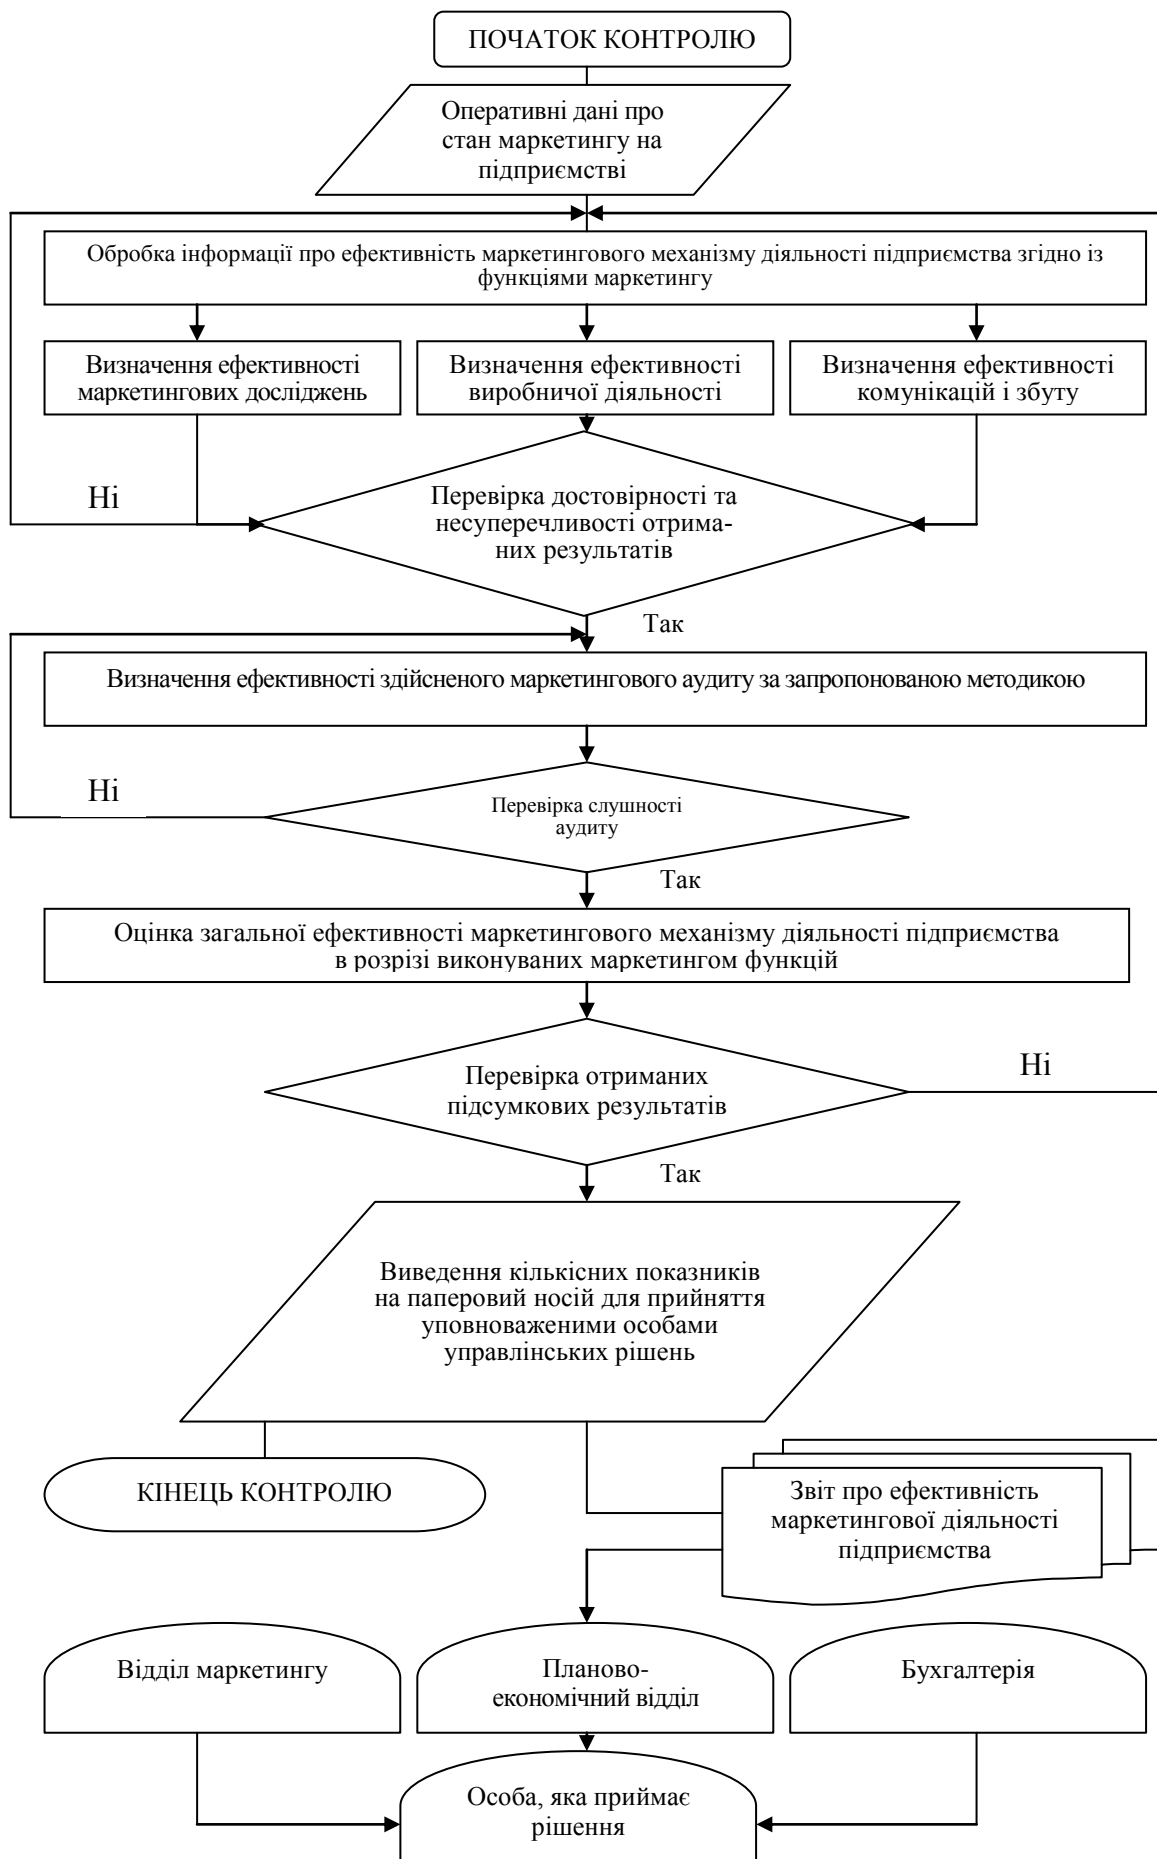 ПОЧАТОК КОНТРОЛЮ
Оперативні дані про
стан маркетингу на
підприємстві
Обробка інформації про ефективність маркетингового механізму діяльності підприємства згідно із
функціями маркетингу
Визначення ефективності
маркетингових досліджень
Визначення ефективності
виробничої діяльності
Визначення ефективності
комунікацій і збуту
Ні
Перевірка достовірності та
несуперечливості отрима-
них результатів
Так
Визначення ефективності здійсненого маркетингового аудиту за запропонованою методикою
Ні
Перевірка слушності
аудиту
Так
Оцінка загальної ефективності маркетингового механізму діяльності підприємства
в розрізі виконуваних маркетингом функцій
Ні
Перевірка отриманих
підсумкових результатів
Так
Виведення кількісних показників
на паперовий носій для прийняття
уповноваженими особами
управлінських рішень
КІНЕЦЬ КОНТРОЛЮ
Звіт про ефективність
маркетингової діяльності
підприємства
Відділ маркетингу
Планово-
економічний відділ
Бухгалтерія
Особа, яка приймає
рішення